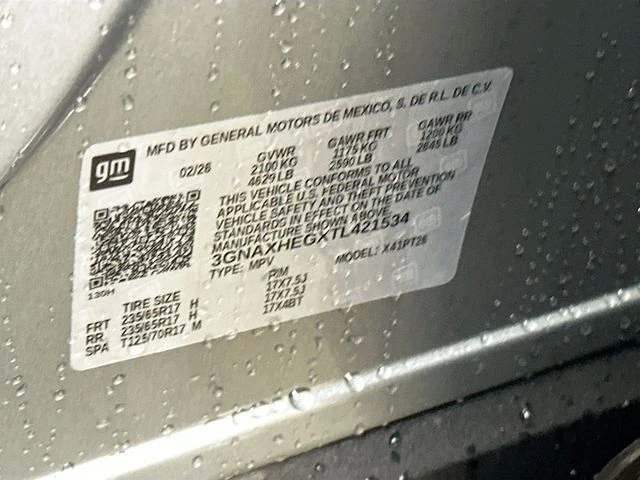 gm
MFD BY GENERAL MOTORS DE MEXICO, S. DE R.L. DE C.V.
02/26
GVWR GAWR FRT GAWR RR
2100 KG 1175 KG 1200 KG
4629 LB 2590 LB 2645 LB
THIS VEHICLE CONFORMS TO ALL
APPLICABLE U.S. FEDERAL MOTOR
VEHICLE SAFETY AND THEFT PREVENTION
STANDARDS IN EFFECT ON THE DATE OF
MANUFACTURE SHOWN ABOVE
3GNAXHEGXTL421534
TYPE: MPV MODEL: X41PT26
130H
TIRE SIZE RIM
FRT 235/65R17 H 17X7.5J
RR 235/65R17 H 17X7.5J
SPA T125/70R17 M 17X4BT